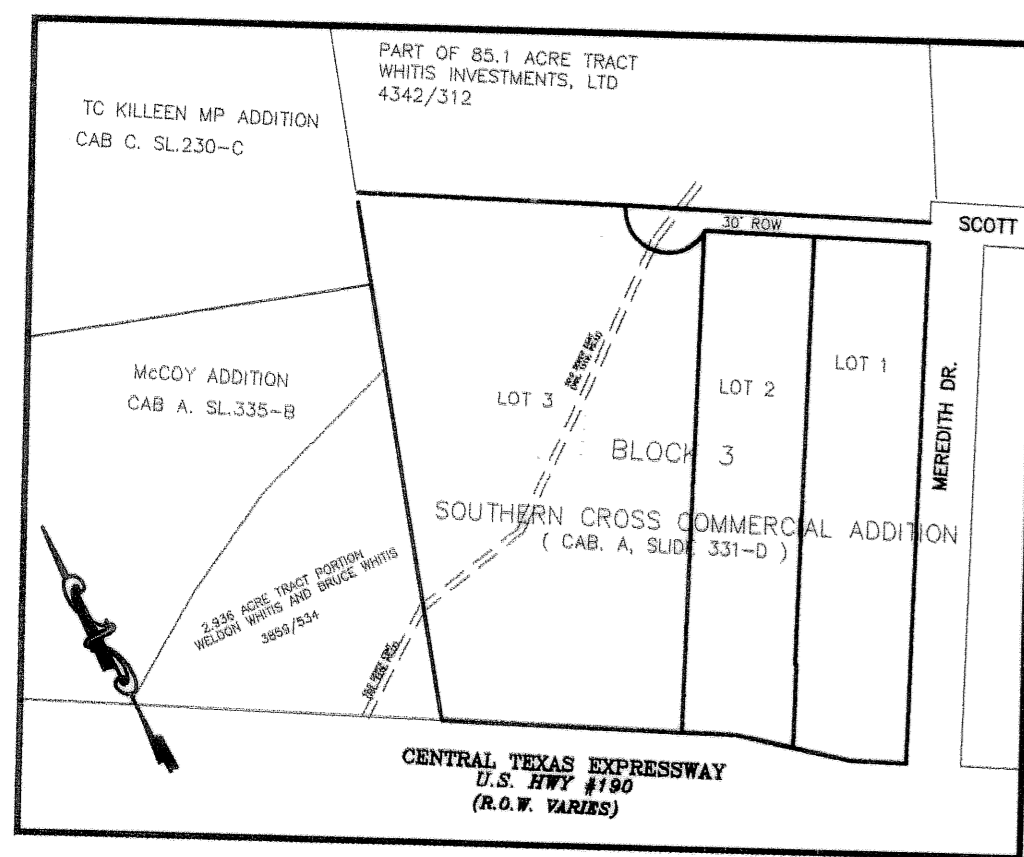 PART OF 85.1 ACRE TRACT
WHITIS INVESTMENTS, LTD
4342/312
TC KILLEEN MP ADDITION
CAB C. SL.230-C
SCOTT
30' ROW
LOT 1
LOT 2
LOT 3
McCOY ADDITION
CAB A. SL.335-B
MEREDITH DR.
BLOCK 3
SOUTHERN CROSS COMMERCIAL ADDITION
( CAB. A, SLIDE 331-D )
2.936 ACRE TRACT PORTION
WELDON WHITIS AND BRUCE WHITIS
3859/534
CENTRAL TEXAS EXPRESSWAY
U.S. HWY #190
(R.O.W. VARIES)